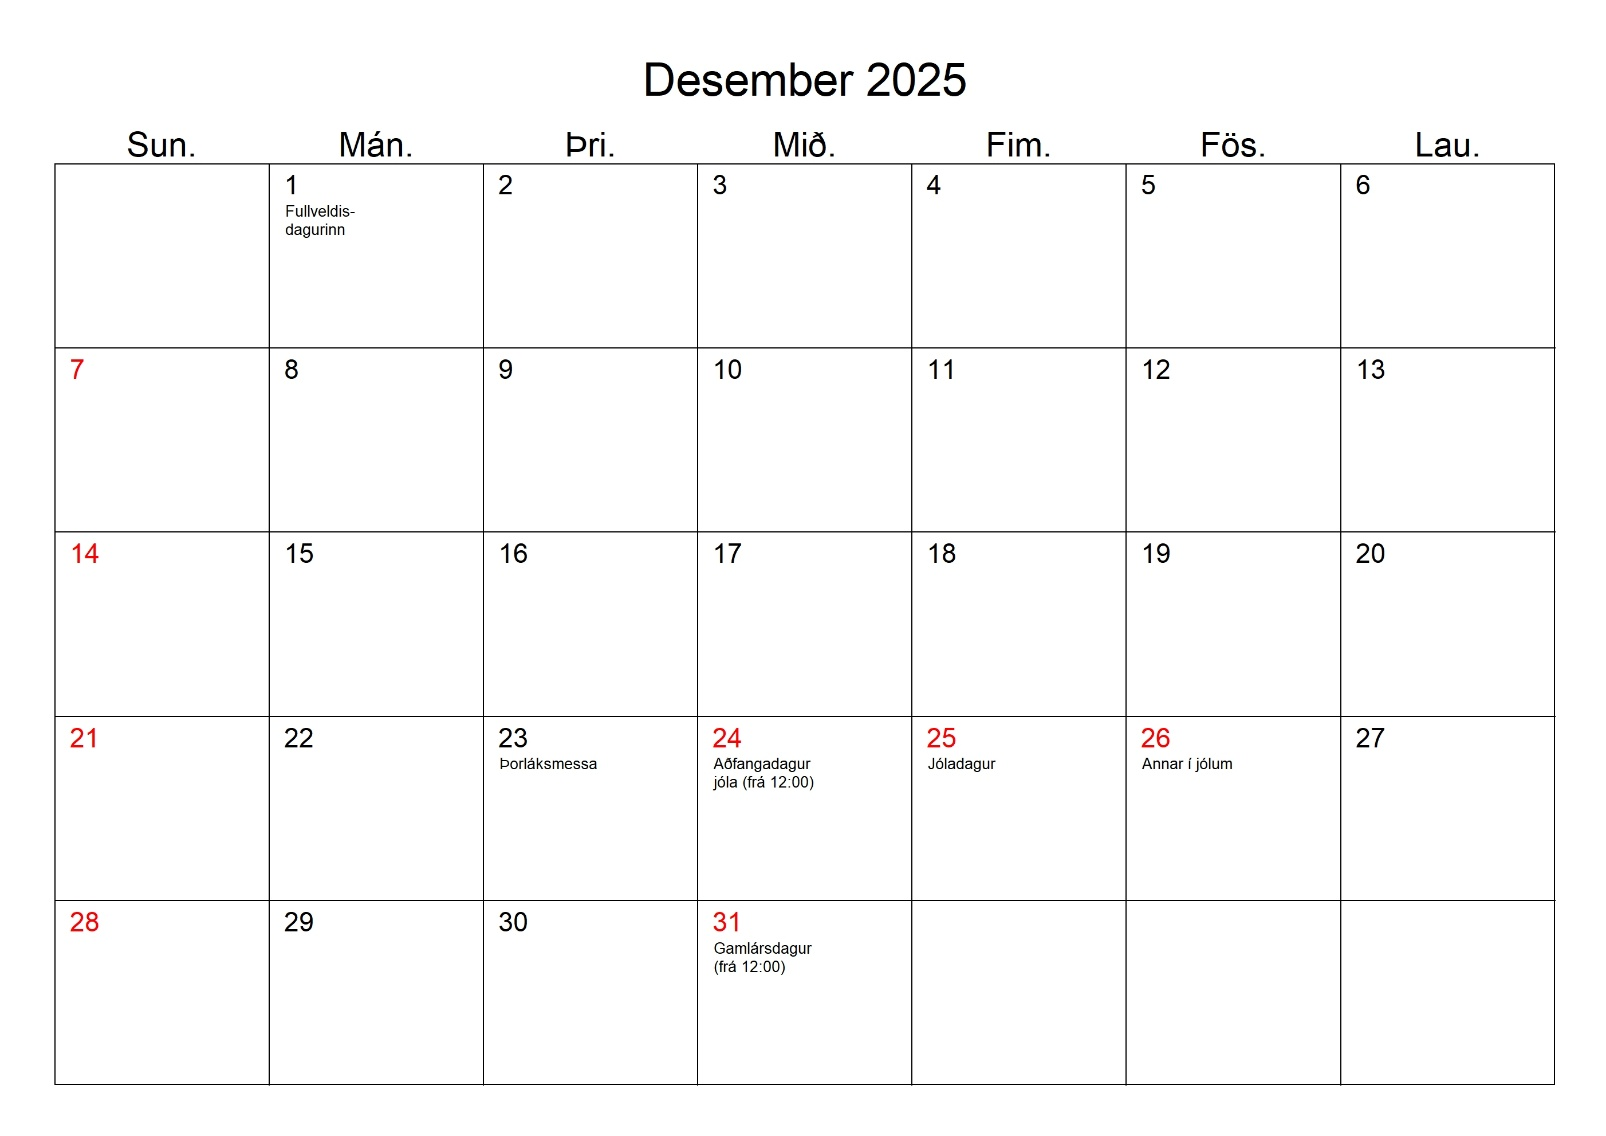 Desember 2025
Sun. Mán. Þri. Mið. Fim. Fös. Lau.
1 2 3 4 5 6
Fullveldis-
dagurinn
7 8 9 10 11 12 13
14 15 16 17 18 19 20
21 22 23 24 25 26 27
Þorláksmessa Aðfangadagur Jóladagur Annar í jólum
jóla (frá 12:00)
28 29 30 31
Gamlársdagur
(frá 12:00)